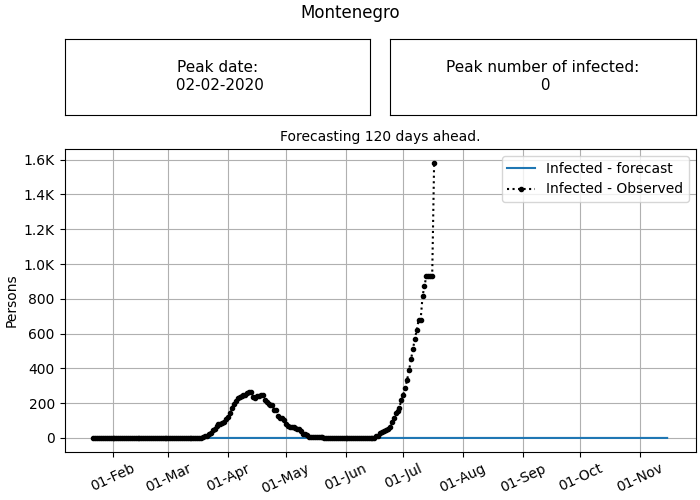 Montenegro
Peak date:
02-02-2020
Peak number of infected:
0
Forecasting 120 days ahead.
1.6K
1.4K
1.2K
1.0K
800
600
400
200
0
Persons
Infected - forecast
Infected - Observed
01-Feb
01-Mar
01-Apr
01-May
01-Jun
01-Jul
01-Aug
01-Sep
01-Oct
01-Nov